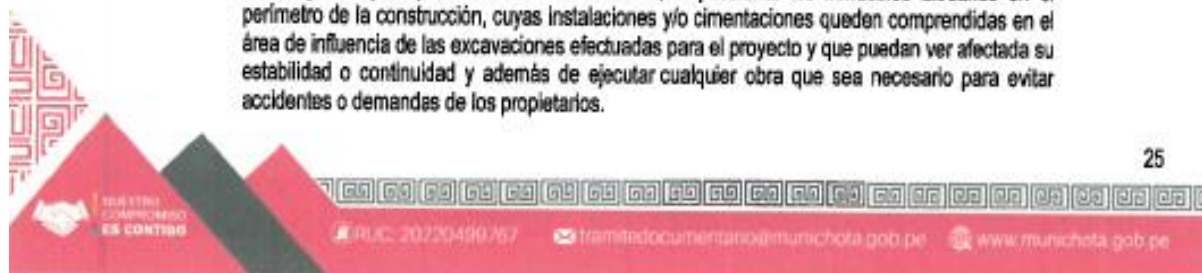 perímetro de la construcción, cuyas instalaciones y/o cimentaciones queden comprendidas en el
área de influencia de las excavaciones efectuadas para el proyecto y que puedan ver afectada su
estabilidad o continuidad y además de ejecutar cualquier obra que sea necesario para evitar
accidentes o demandas de los propietarios.
25
NUESTRO
COMPROMISO
ES CONTIGO
RUC: 20220499767 tramitedocumentario@munichota.gob.pe www.munichota.gob.pe